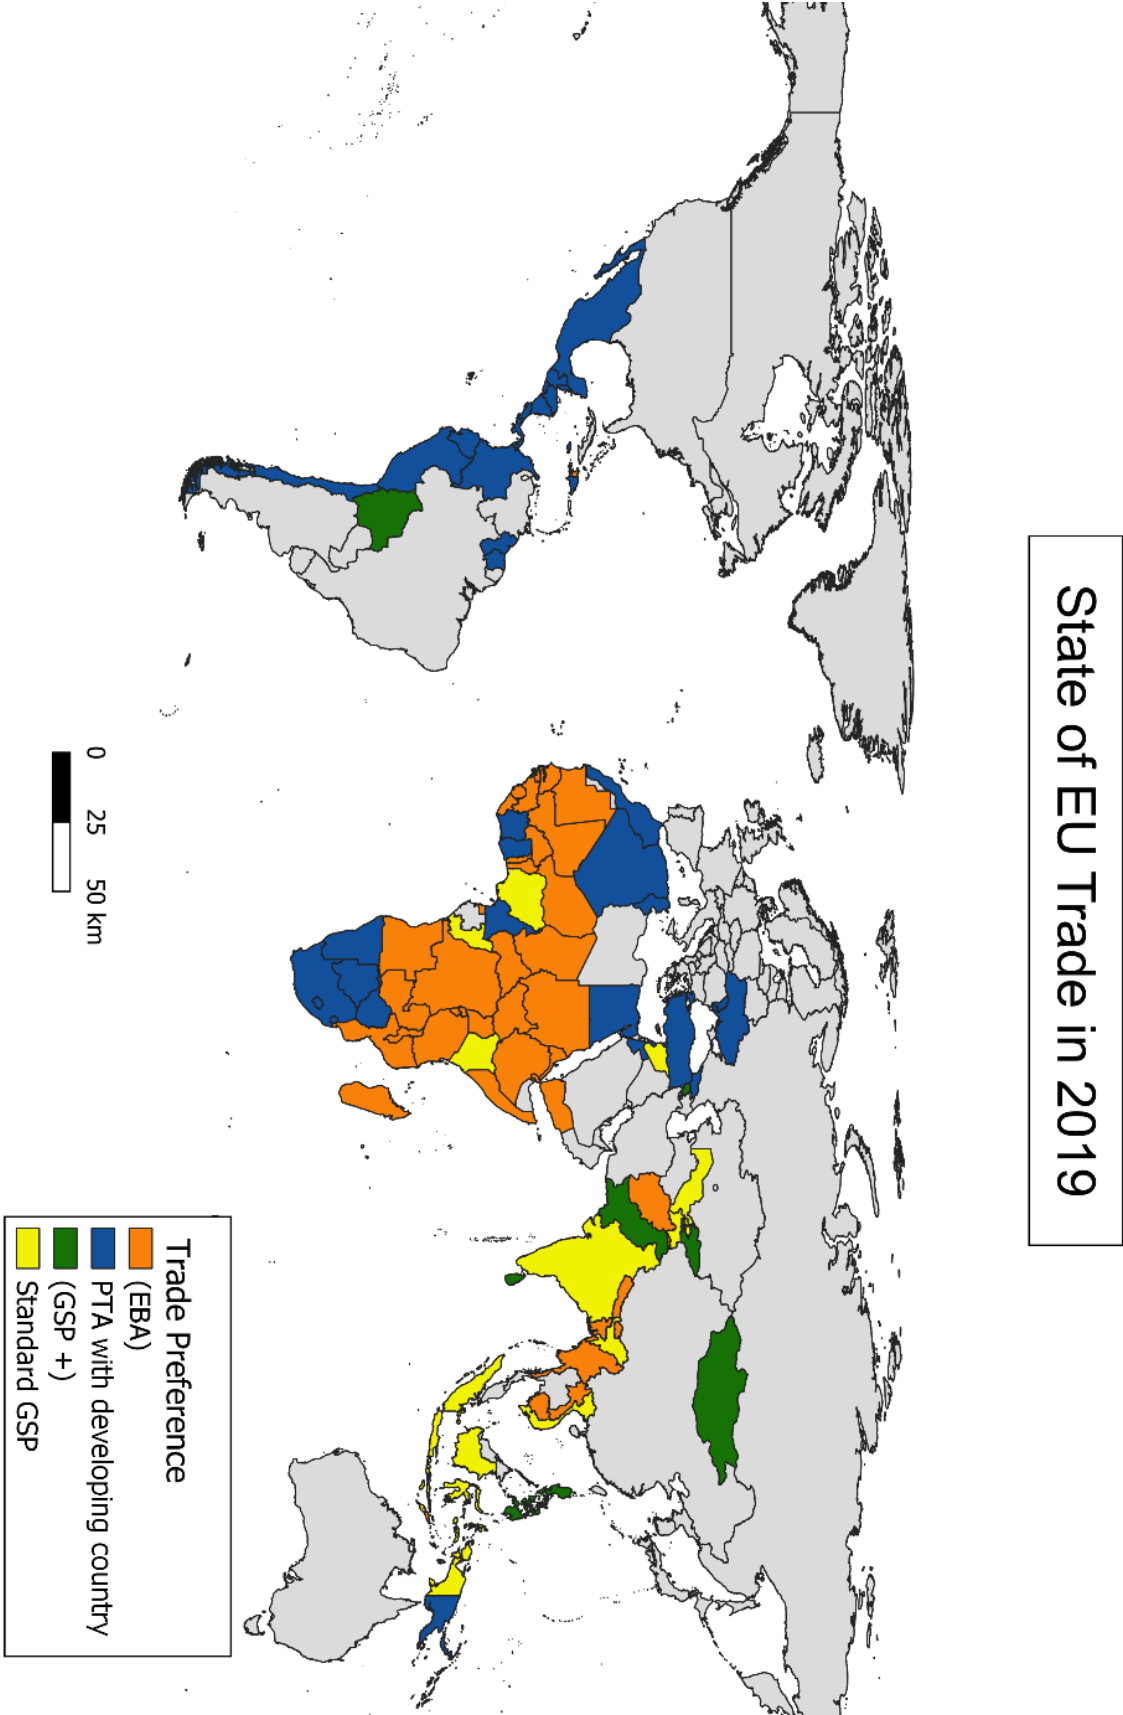 State of EU Trade in 2019
Trade Preference
(EBA)
PTA with developing country
(GSP +)
Standard GSP
0 25 50 km